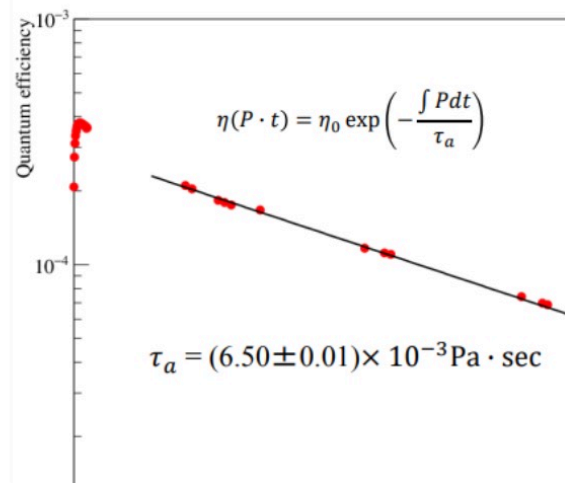 10⁻³
Quantum efficiency
η(P · t) = η₀ exp(−∫ Pdt / τₐ)
10⁻⁴
τₐ = (6.50±0.01)× 10⁻³Pa · sec